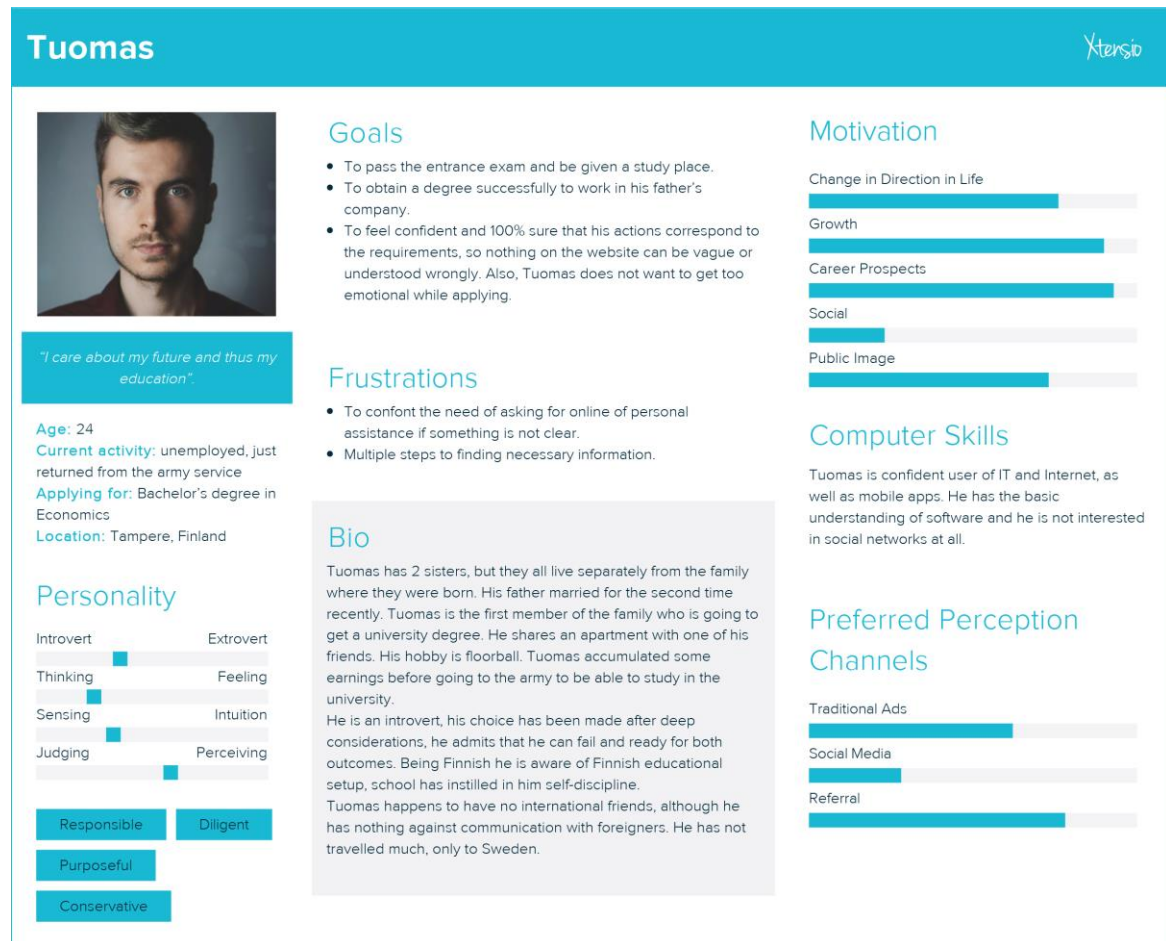 Tuomas
Xtensio
"I care about my future and thus my
education".
Age: 24
Current activity: unemployed, just
returned from the army service
Applying for: Bachelor's degree in
Economics
Location: Tampere, Finland
Personality
Introvert Extrovert
Thinking Feeling
Sensing Intuition
Judging Perceiving
Responsible Diligent
Purposeful
Conservative
Goals
• To pass the entrance exam and be given a study place.
• To obtain a degree successfully to work in his father's
company.
• To feel confident and 100% sure that his actions correspond to
the requirements, so nothing on the website can be vague or
understood wrongly. Also, Tuomas does not want to get too
emotional while applying.
Frustrations
• To confont the need of asking for online of personal
assistance if something is not clear.
• Multiple steps to finding necessary information.
Bio
Tuomas has 2 sisters, but they all live separately from the family
where they were born. His father married for the second time
recently. Tuomas is the first member of the family who is going to
get a university degree. He shares an apartment with one of his
friends. His hobby is floorball. Tuomas accumulated some
earnings before going to the army to be able to study in the
university.
He is an introvert, his choice has been made after deep
considerations, he admits that he can fail and ready for both
outcomes. Being Finnish he is aware of Finnish educational
setup, school has instilled in him self-discipline.
Tuomas happens to have no international friends, although he
has nothing against communication with foreigners. He has not
travelled much, only to Sweden.
Motivation
Change in Direction in Life
Growth
Career Prospects
Social
Public Image
Computer Skills
Tuomas is confident user of IT and Internet, as
well as mobile apps. He has the basic
understanding of software and he is not interested
in social networks at all.
Preferred Perception
Channels
Traditional Ads
Social Media
Referral